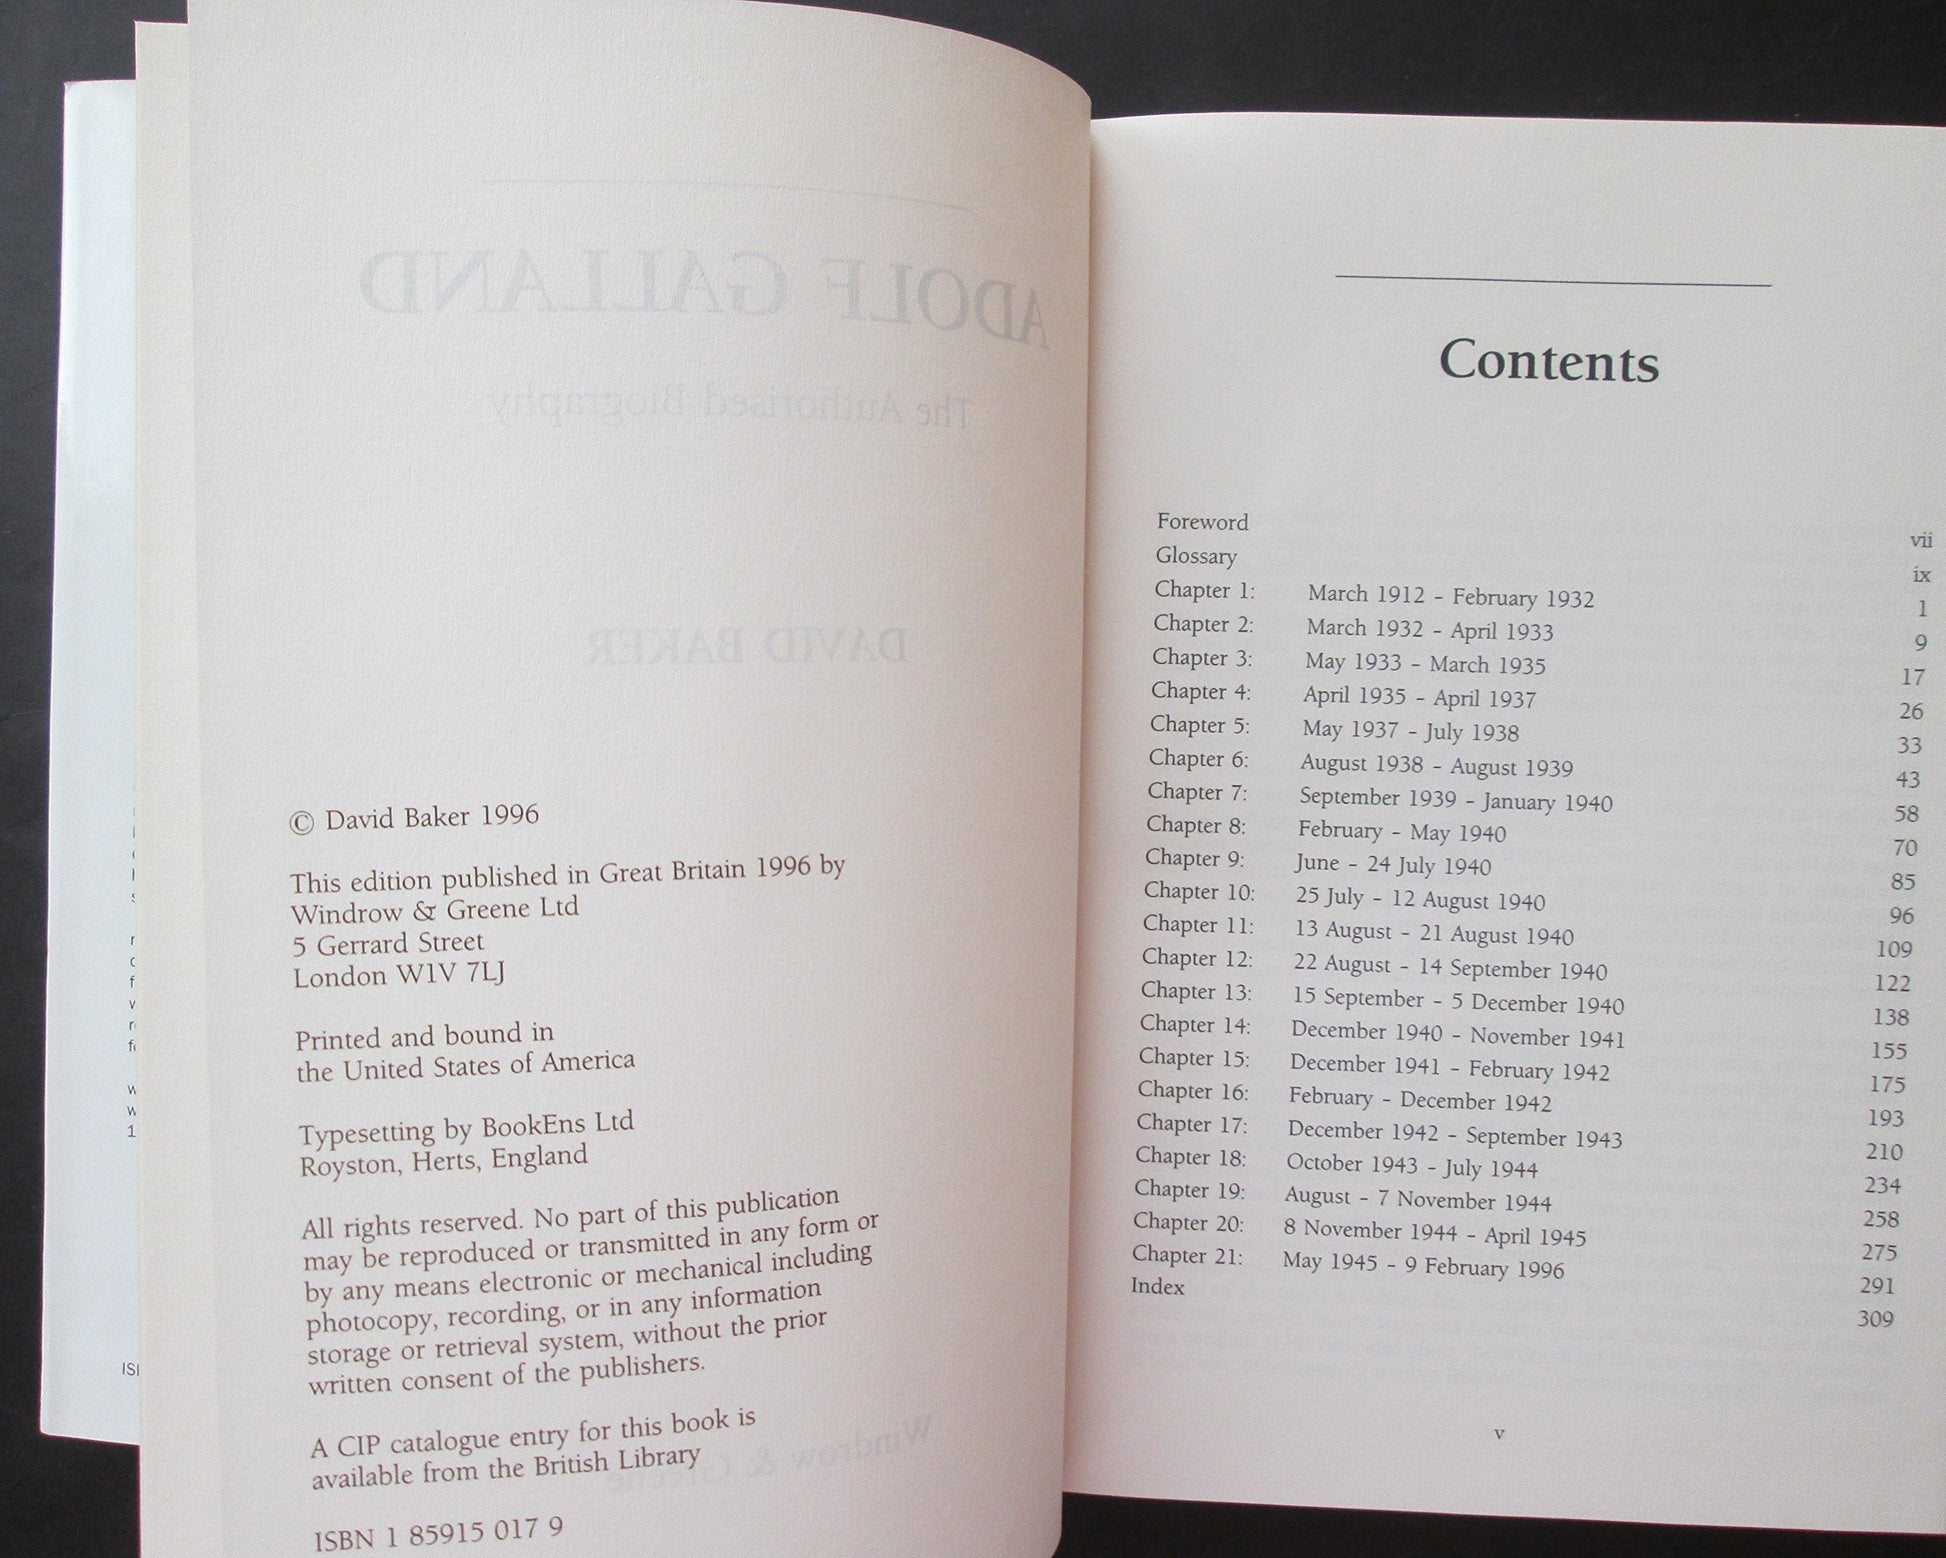 ADOLF GALLAND
The Authorised Biography
DAVID BAKER
© David Baker 1996
This edition published in Great Britain 1996 by
Windrow & Greene Ltd
5 Gerrard Street
London W1V 7LJ
Printed and bound in
the United States of America
Typesetting by BookEns Ltd
Royston, Herts, England
All rights reserved. No part of this publication
may be reproduced or transmitted in any form or
by any means electronic or mechanical including
photocopy, recording, or in any information
storage or retrieval system, without the prior
written consent of the publishers.
A CIP catalogue entry for this book is
available from the British Library
Windrow & Greene
ISBN 1 85915 017 9
Contents
Foreword vii
Glossary ix
Chapter 1: March 1912 - February 1932 1
Chapter 2: March 1932 - April 1933 9
Chapter 3: May 1933 - March 1935 17
Chapter 4: April 1935 - April 1937 26
Chapter 5: May 1937 - July 1938 33
Chapter 6: August 1938 - August 1939 43
Chapter 7: September 1939 - January 1940 58
Chapter 8: February - May 1940 70
Chapter 9: June - 24 July 1940 85
Chapter 10: 25 July - 12 August 1940 96
Chapter 11: 13 August - 21 August 1940 109
Chapter 12: 22 August - 14 September 1940 122
Chapter 13: 15 September - 5 December 1940 138
Chapter 14: December 1940 - November 1941 155
Chapter 15: December 1941 - February 1942 175
Chapter 16: February - December 1942 193
Chapter 17: December 1942 - September 1943 210
Chapter 18: October 1943 - July 1944 234
Chapter 19: August - 7 November 1944 258
Chapter 20: 8 November 1944 - April 1945 275
Chapter 21: May 1945 - 9 February 1996 291
Index 309
v